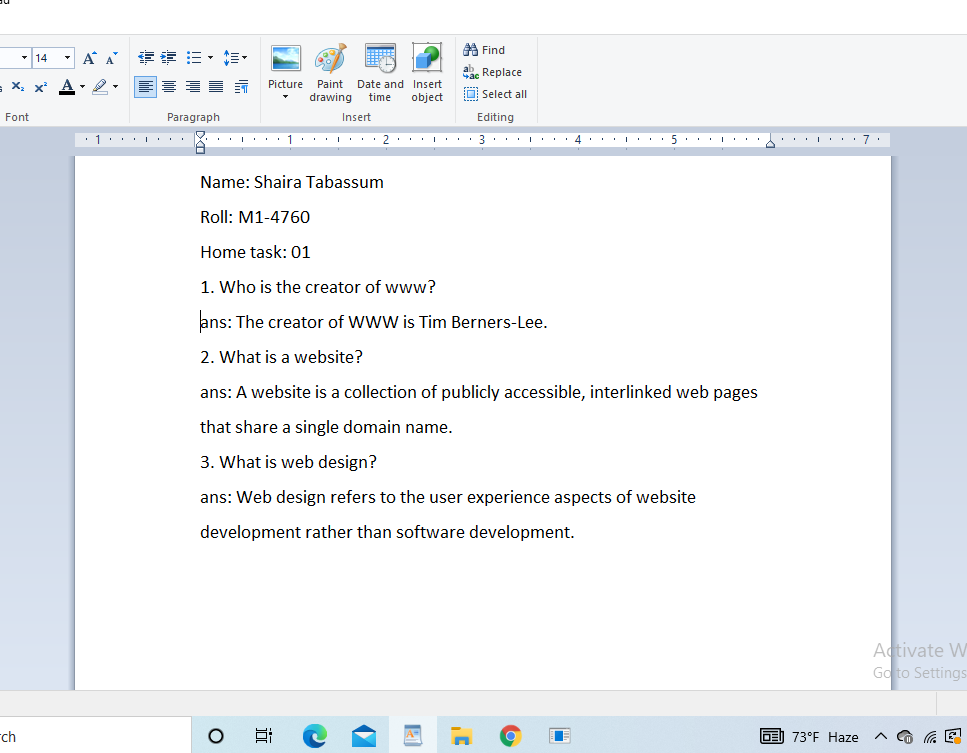 14
A A
x₂ x² A
Font
Paragraph
Picture
Paint drawing
Date and time
Insert object
Insert
Find
Replace
Select all
Editing
1 1 2 3 4 5 7
Name: Shaira Tabassum
Roll: M1-4760
Home task: 01
1. Who is the creator of www?
ans: The creator of WWW is Tim Berners-Lee.
2. What is a website?
ans: A website is a collection of publicly accessible, interlinked web pages
that share a single domain name.
3. What is web design?
ans: Web design refers to the user experience aspects of website
development rather than software development.
Activate W
Go to Settings
rch
73°F Haze